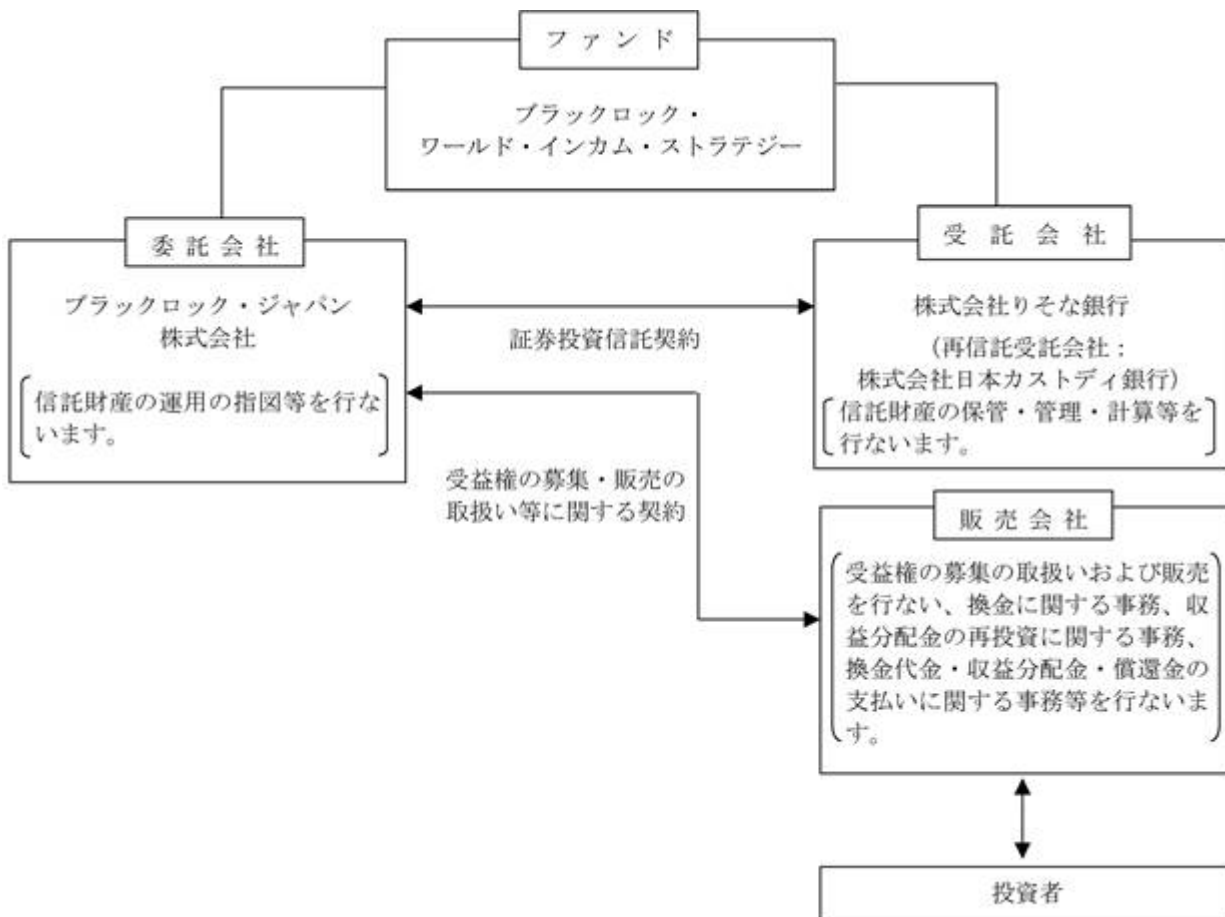 ファンド
ブラックロック・
ワールド・インカム・ストラテジー
委託会社
ブラックロック・ジャパン
株式会社
信託財産の運用の指図等を行な
います。
証券投資信託契約
受益権の募集・販売の
取扱い等に関する契約
受託会社
株式会社りそな銀行
(再信託受託会社:
株式会社日本カストディ銀行)
信託財産の保管・管理・計算等を
行ないます。
販売会社
受益権の募集の取扱いおよび販売
を行ない、換金に関する事務、収
益分配金の再投資に関する事務、
換金代金・収益分配金・償還金の
支払いに関する事務等を行ないま
す。
投資者